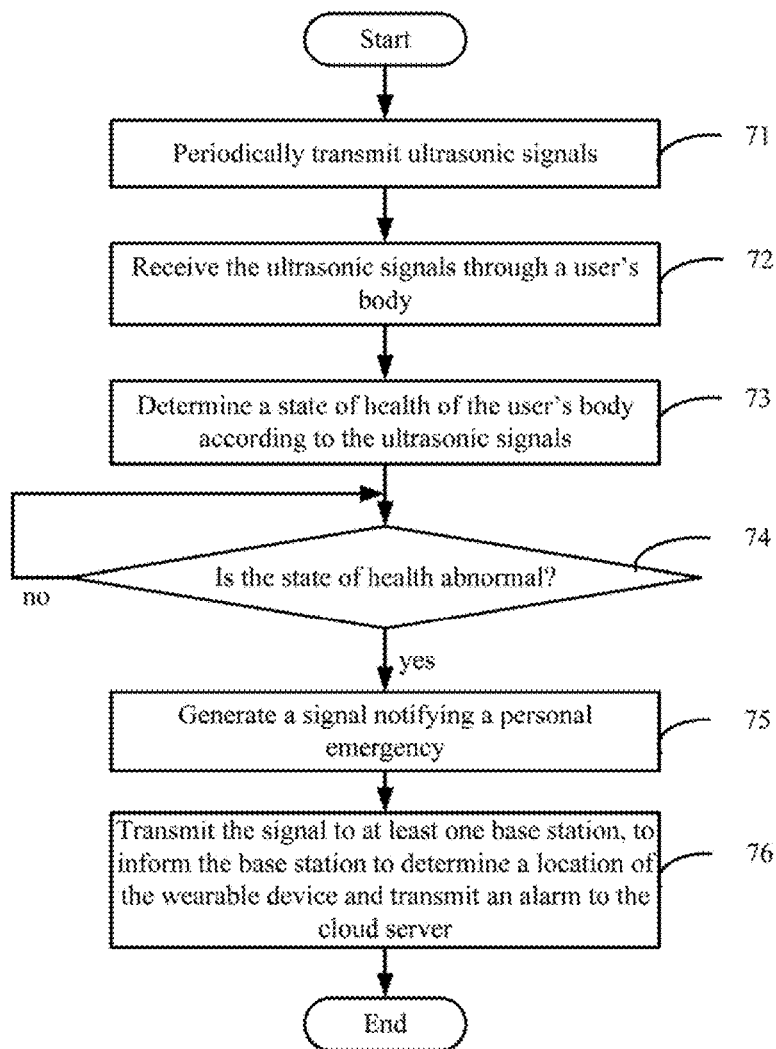 Start
Periodically transmit ultrasonic signals
71
Receive the ultrasonic signals through a user's
body
72
Determine a state of health of the user's body
according to the ultrasonic signals
73
Is the state of health abnormal?
74
no
yes
Generate a signal notifying a personal
emergency
75
Transmit the signal to at least one base station, to
inform the base station to determine a location of
the wearable device and transmit an alarm to the
cloud server
76
End